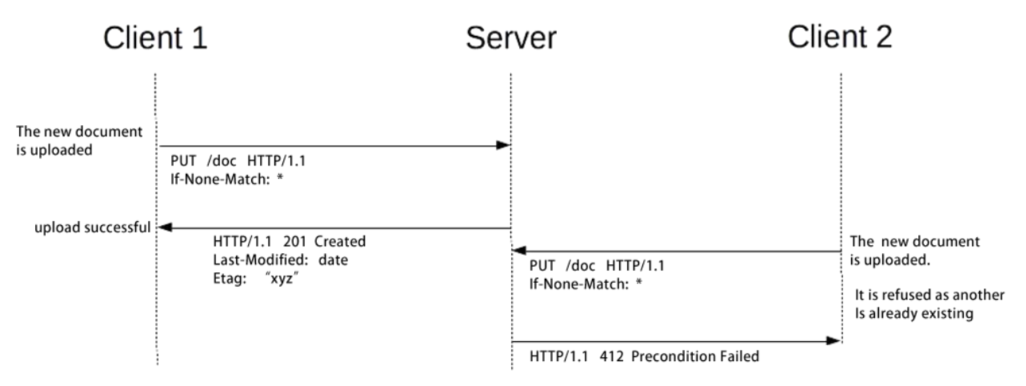 Client 1
Server
Client 2
The new document
is uploaded
PUT /doc HTTP/1.1
If-None-Match: *
upload successful
HTTP/1.1 201 Created
Last-Modified: date
Etag: "xyz"
The new document
is uploaded.
PUT /doc HTTP/1.1
If-None-Match: *
It is refused as another
Is already existing
HTTP/1.1 412 Precondition Failed